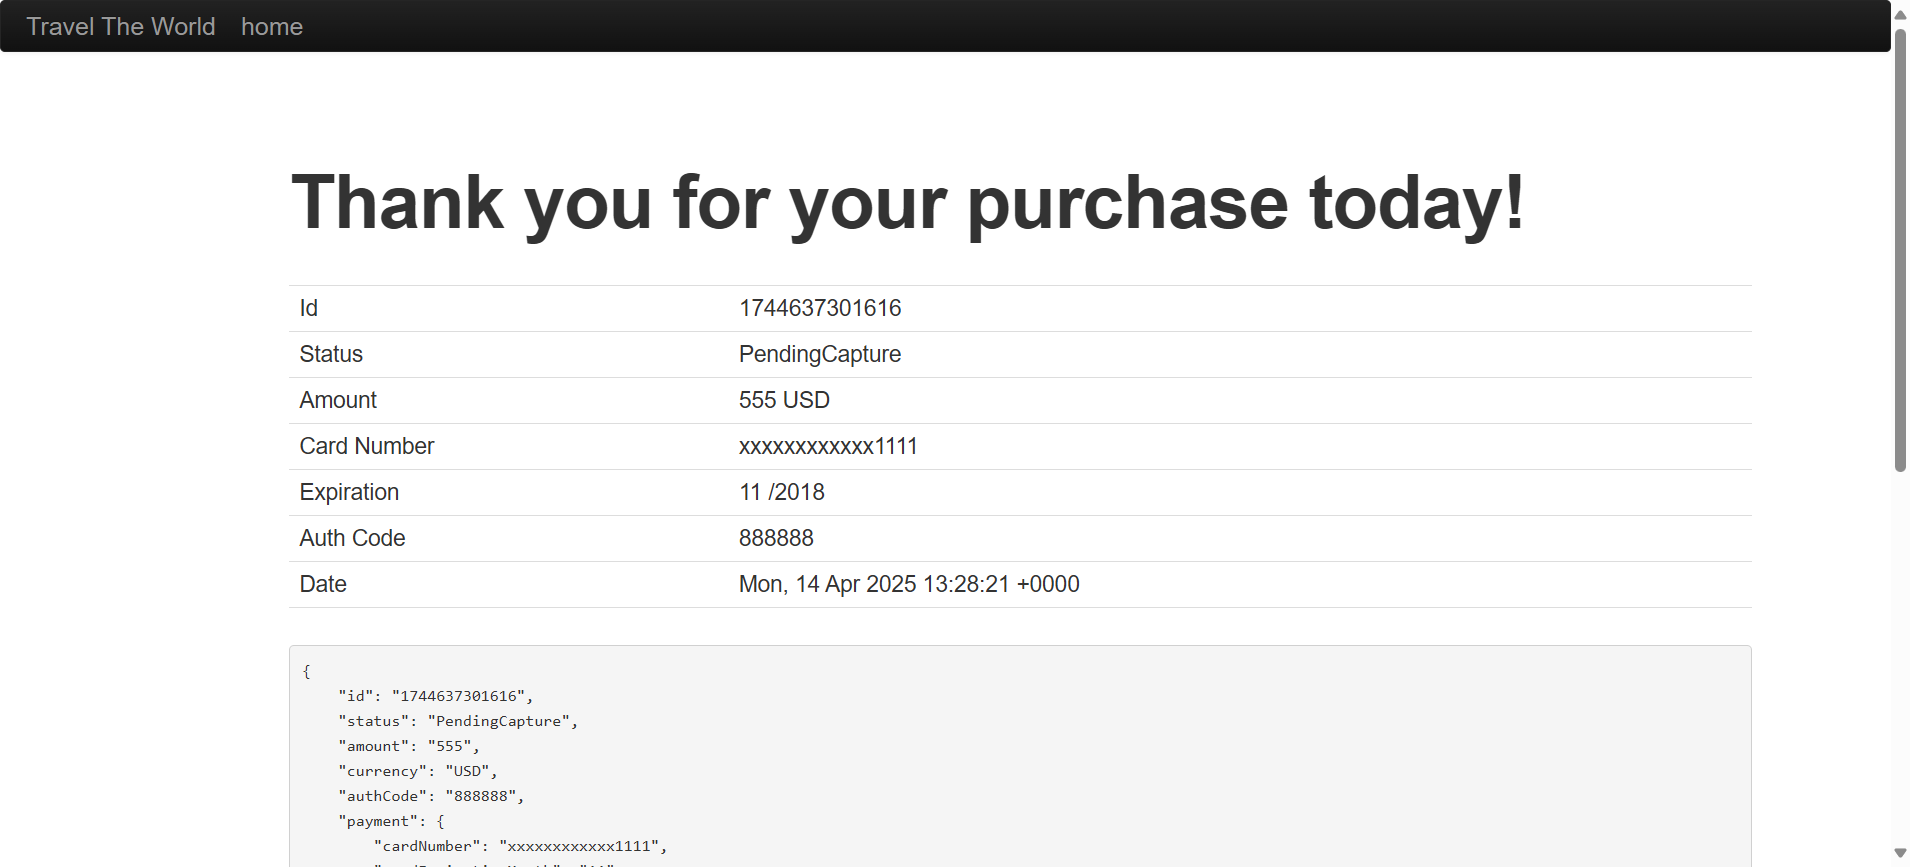 Travel The World home
Thank you for your purchase today!
Id 1744637301616
Status PendingCapture
Amount 555 USD
Card Number xxxxxxxxxxxx1111
Expiration 11 /2018
Auth Code 888888
Date Mon, 14 Apr 2025 13:28:21 +0000
{
"id": "1744637301616",
"status": "PendingCapture",
"amount": "555",
"currency": "USD",
"authCode": "888888",
"payment": {
"cardNumber": "xxxxxxxxxxxx1111",